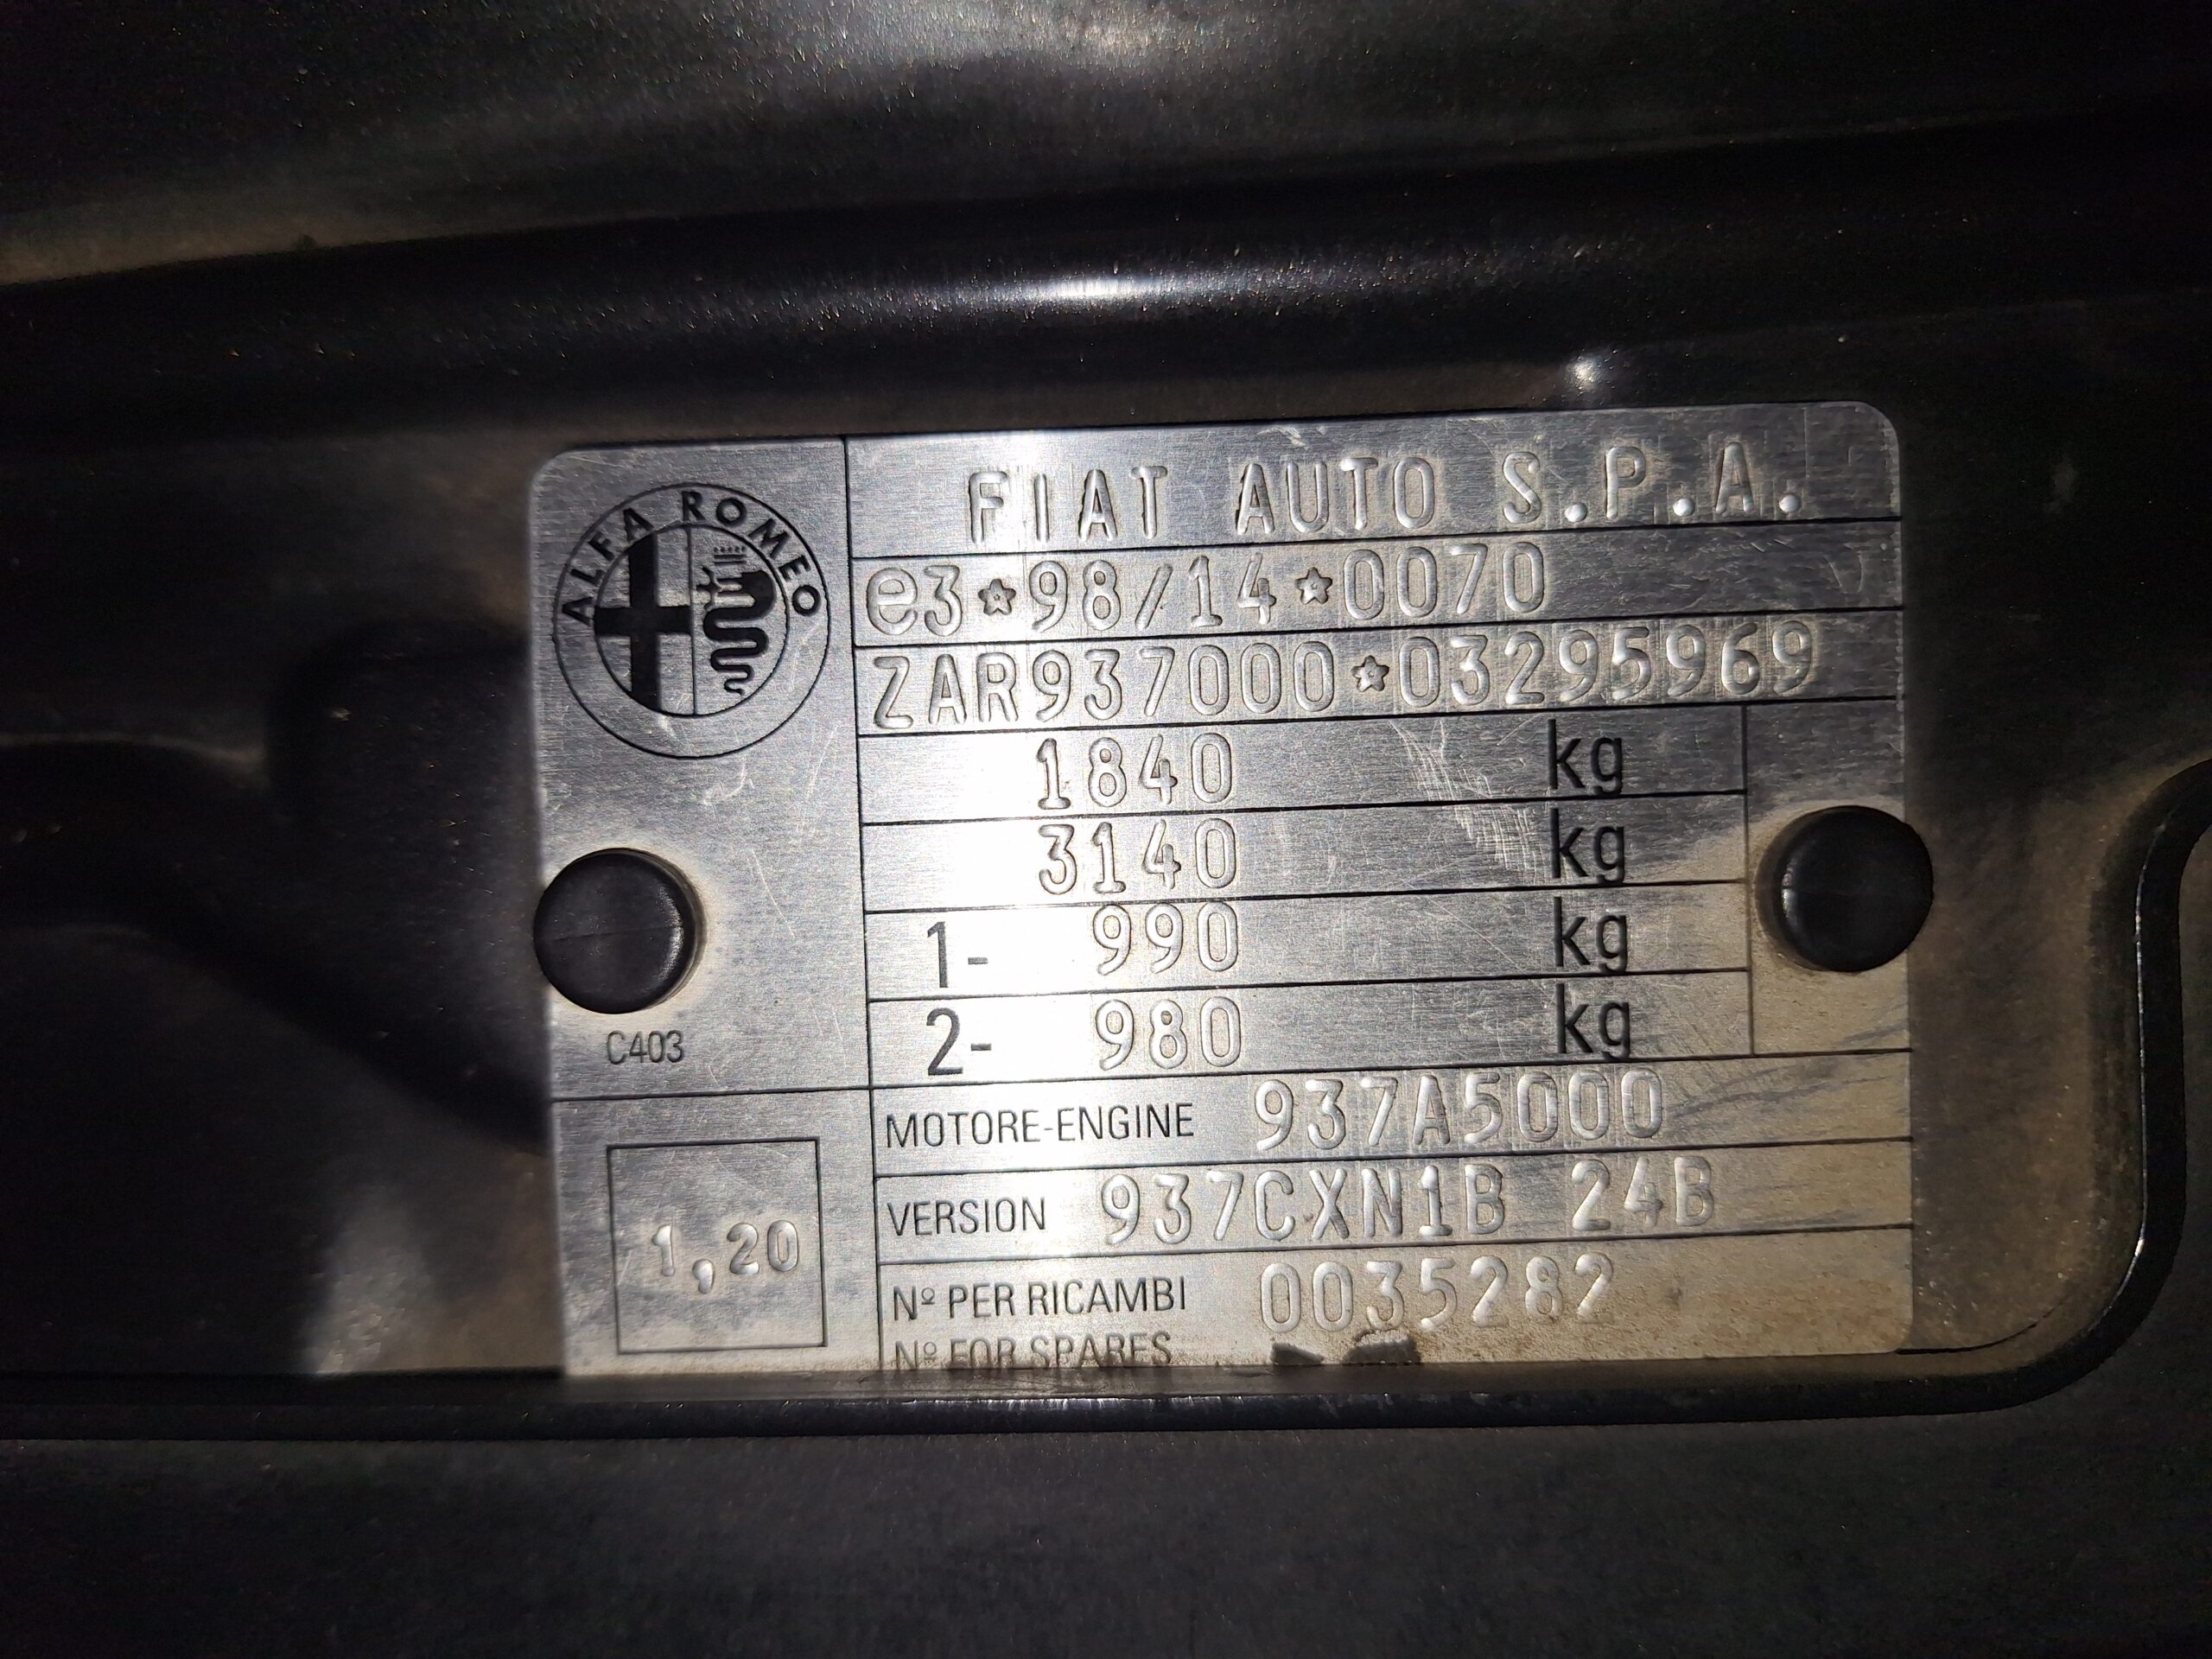 ALFA ROMEO
FIAT AUTO S.P.A.
e3*98/14*0070
ZAR937000*03295969
1840 kg
3140 kg
1- 990 kg
2- 980 kg
C403
MOTORE-ENGINE 937A5000
VERSION 937CXN1B 24B
1,20
Nº PER RICAMBI 0035282
Nº FOR SPARES